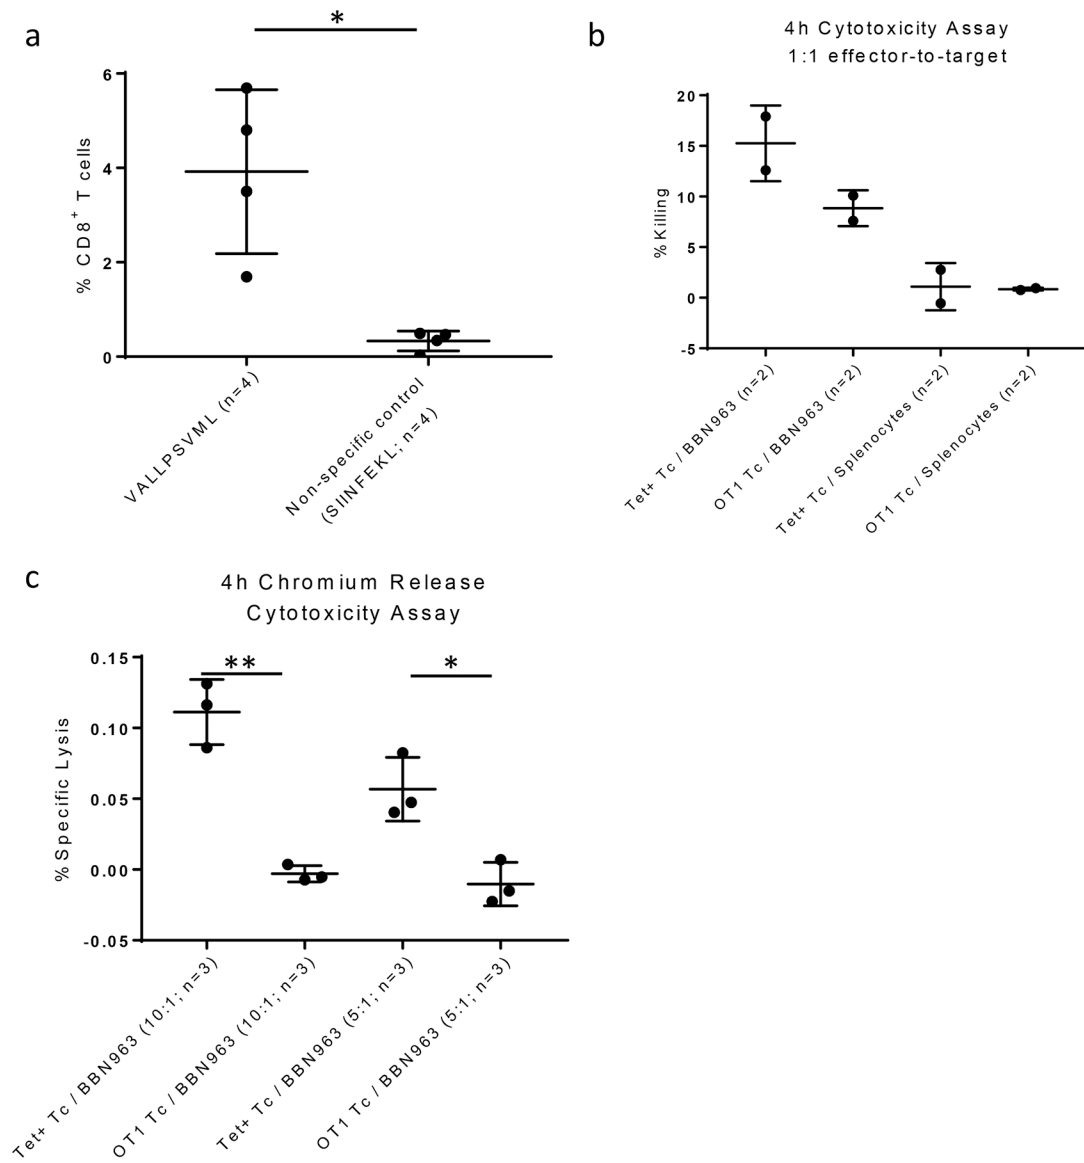 a
*
6
4
2
0
% CD8+ T cells
VALLPSVML (n=4)
Non-specific control
(SIINFEKL; n=4)
b
4h Cytotoxicity Assay
1:1 effector-to-target
20
15
10
5
0
-5
%Killing
Tet+ Tc / BBN963 (n=2)
OT1 Tc / BBN963 (n=2)
Tet+ Tc / Splenocytes (n=2)
OT1 Tc / Splenocytes (n=2)
c
4h Chromium Release
Cytotoxicity Assay
**
*
0.15
0.10
0.05
0.00
-0.05
%Specific Lysis
Tet+ Tc / BBN963 (10:1; n=3)
OT1 Tc / BBN963 (10:1; n=3)
Tet+ Tc / BBN963 (5:1; n=3)
OT1 Tc / BBN963 (5:1; n=3)